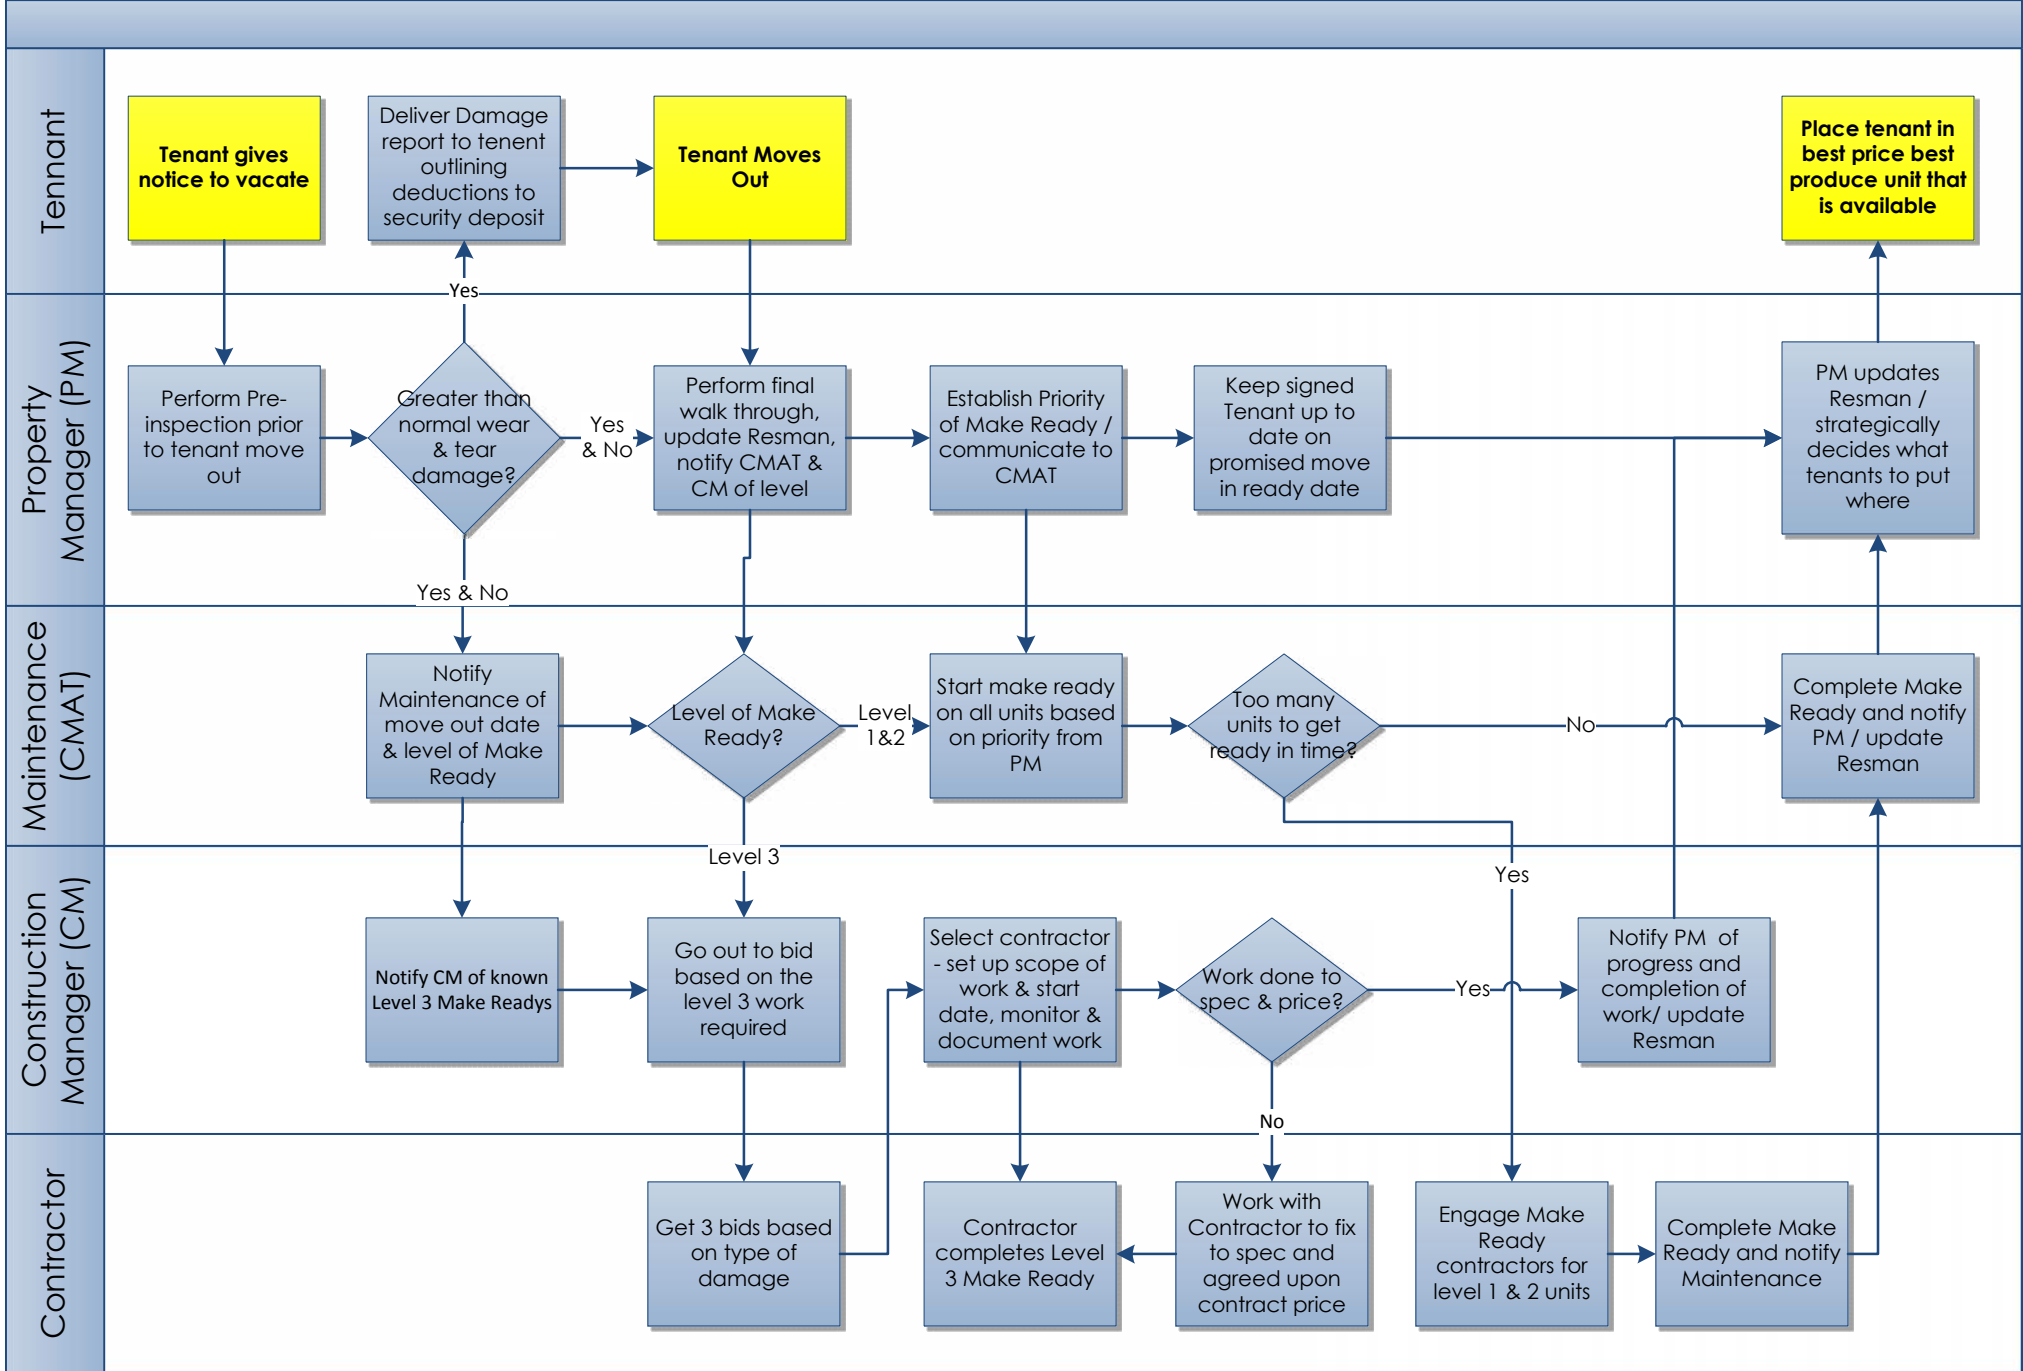 Tennant
Tenant gives
notice to vacate
Deliver Damage
report to tenent
outlining
deductions to
security deposit
Tenant Moves
Out
Place tenant in
best price best
produce unit that
is available
Yes
Property
Manager (PM)
Perform Pre-
inspection prior
to tenant move
out
Greater than
normal wear
& tear
damage?
Yes
& No
Perform final
walk through,
update Resman,
notify CMAT &
CM of level
Establish Priority
of Make Ready /
communicate to
CMAT
Keep signed
Tenant up to
date on
promised move
in ready date
PM updates
Resman /
strategically
decides what
tenants to put
where
Yes & No
Maintenance
(CMAT)
Notify
Maintenance of
move out date
& level of Make
Ready
Level of Make
Ready?
Level
1&2
Start make ready
on all units based
on priority from
PM
Too many
units to get
ready in time?
No
Complete Make
Ready and notify
PM / update
Resman
Level 3
Yes
Construction
Manager (CM)
Notify CM of known
Level 3 Make Readys
Go out to bid
based on the
level 3 work
required
Select contractor
- set up scope of
work & start
date, monitor &
document work
Work done to
spec & price?
Yes
Notify PM of
progress and
completion of
work/ update
Resman
No
Contractor
Get 3 bids based
on type of
damage
Contractor
completes Level
3 Make Ready
Work with
Contractor to fix
to spec and
agreed upon
contract price
Engage Make
Ready
contractors for
level 1 & 2 units
Complete Make
Ready and notify
Maintenance